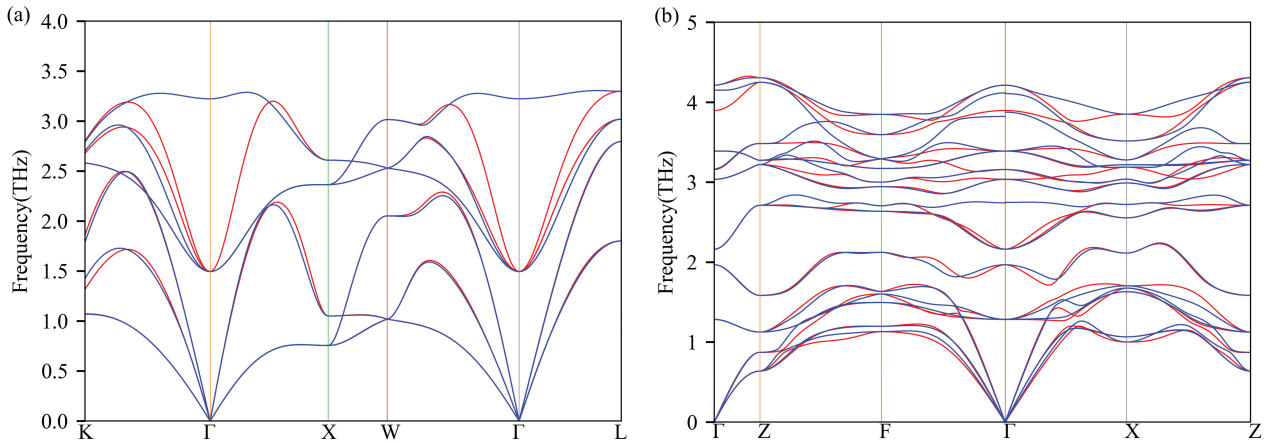 (a)
Frequency(THz)
4.0
3.5
3.0
2.5
2.0
1.5
1.0
0.5
0.0
K Γ X W Γ L
(b)
Frequency(THz)
5
4
3
2
1
0
Γ Z F Γ X Z